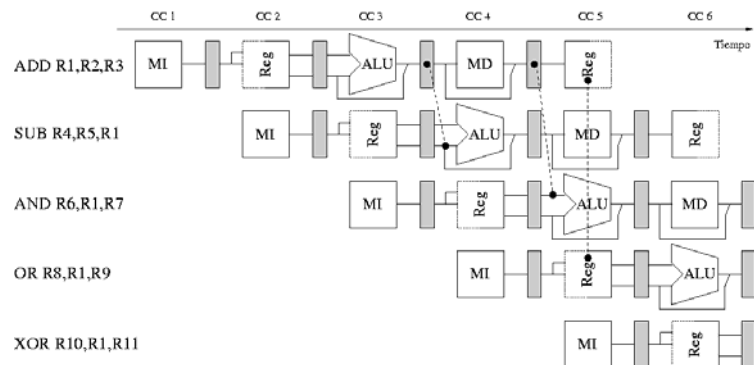 CC 1 CC 2 CC 3 CC 4 CC 5 CC 6
Tiempo
ADD R1,R2,R3 MI Reg ALU MD Reg
SUB R4,R5,R1 MI Reg ALU MD Reg
AND R6,R1,R7 MI Reg ALU MD
OR R8,R1,R9 MI Reg ALU
XOR R10,R1,R11 MI Reg